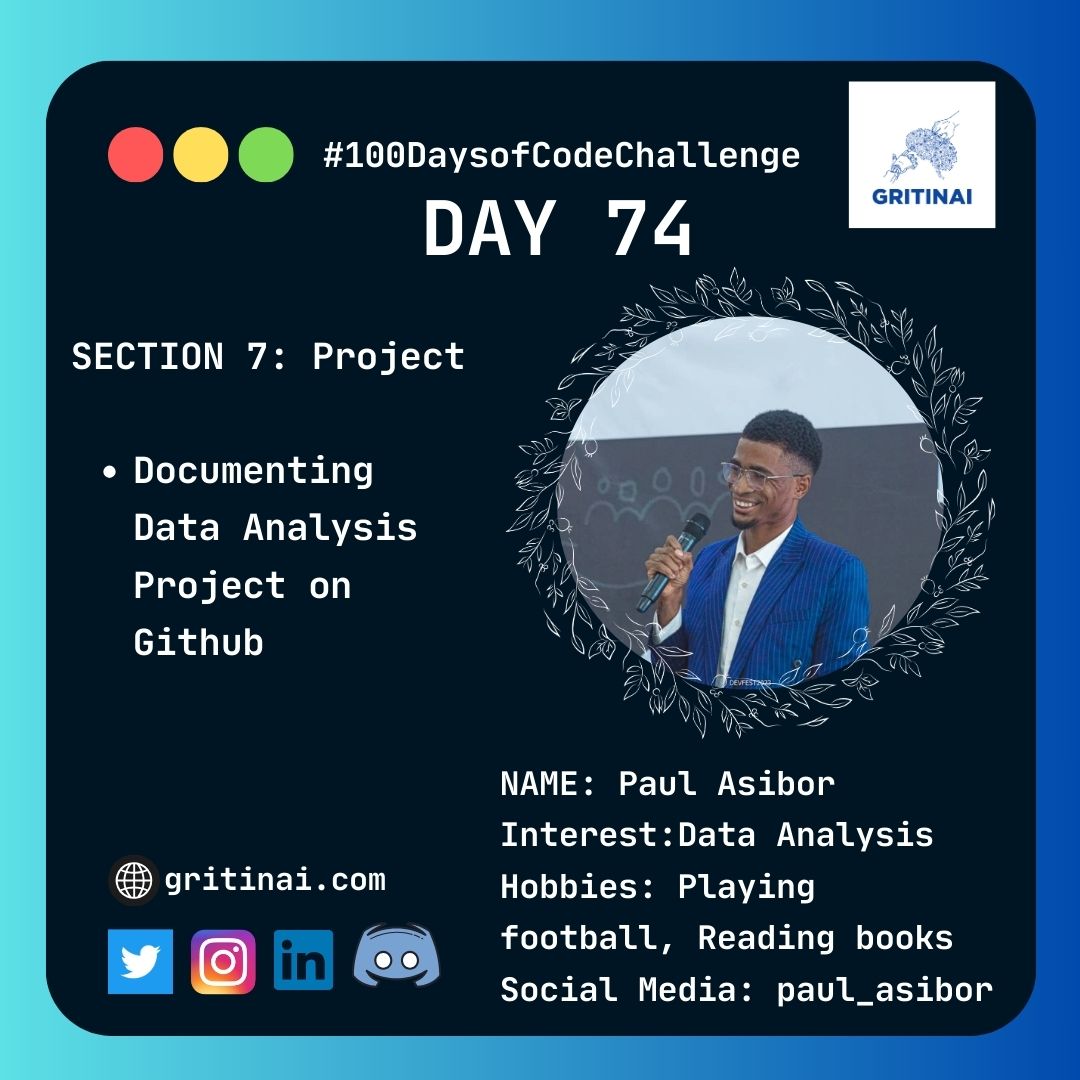 #100DaysofCodeChallenge
GRITINAI
DAY 74
SECTION 7: Project
• Documenting
Data Analysis
Project on
Github
DEVFEST2023
NAME: Paul Asibor
Interest:Data Analysis
Hobbies: Playing
football, Reading books
Social Media: paul_asibor
gritinai.com
in